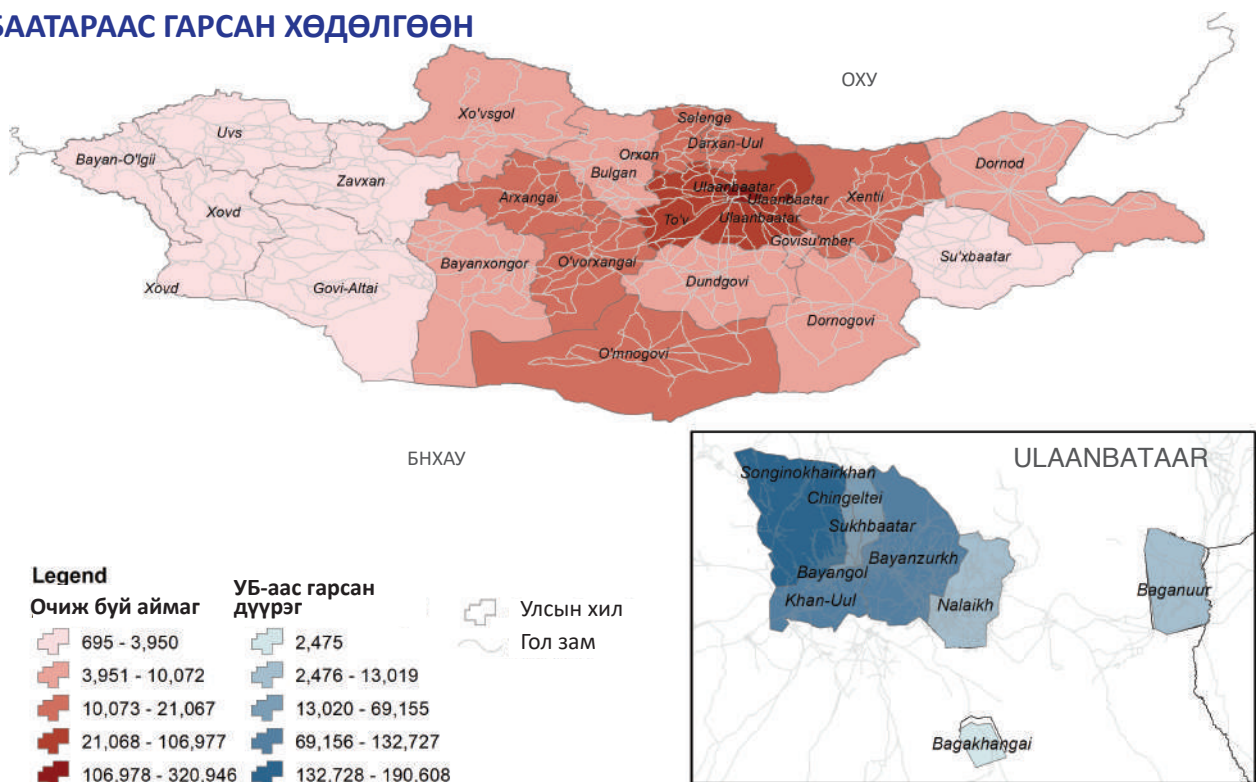 БААТАРААС ГАРСАН ХӨДӨЛГӨӨН
ОХУ
Xo'vsgol
Selenge
Uvs
Darxan-Uul
Bayan-O'lgii
Orxon
Bulgan
Dornod
Zavxan
Ulaanbaatar
Arxangai
Ulaanbaatar
Xentii
Xovd
To'v
Ulaanbaatar
Govisu'mber
O'vorxangai
Bayanxongor
Su'xbaatar
Dundgovi
Xovd
Govi-Altai
Dornogovi
O'mnogovi
БНХАУ
ULAANBATAAR
Songinokhairkhan
Chingeltei
Sukhbaatar
Bayanzurkh
Bayangol
Khan-Uul
Nalaikh
Baganuur
Bagakhangai
Legend
Очиж буй аймаг
695 - 3,950
3,951 - 10,072
10,073 - 21,067
21,068 - 106,977
106,978 - 320,946
УБ-аас гарсан
дүүрэг
2,475
2,476 - 13,019
13,020 - 69,155
69,156 - 132,727
132,728 - 190,608
Улсын хил
Гол зам